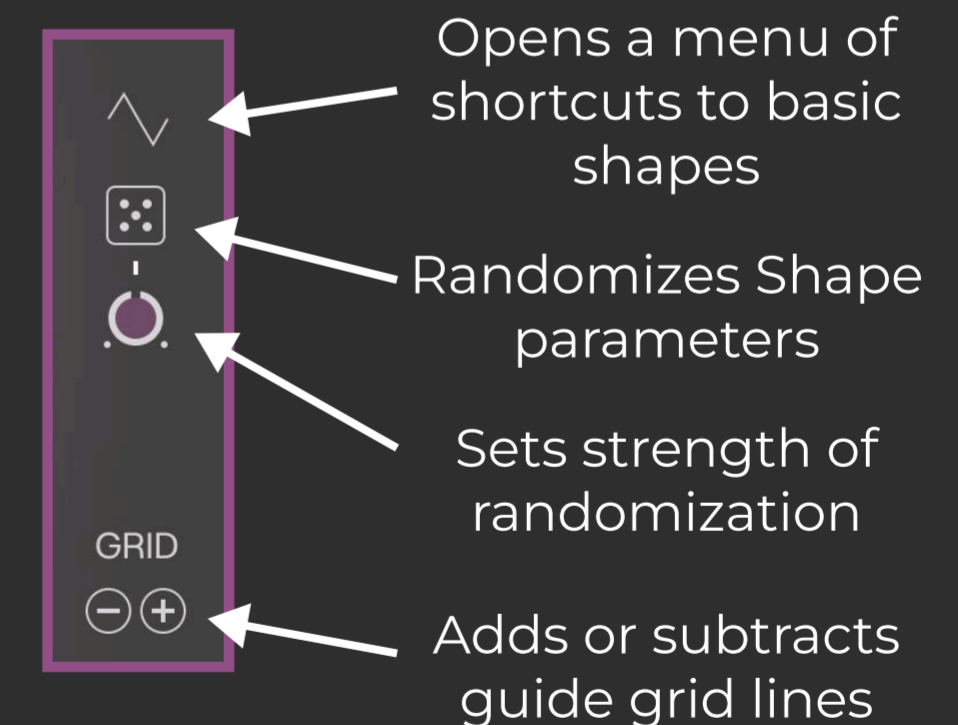 Opens a menu of
shortcuts to basic
shapes
Randomizes Shape
parameters
Sets strength of
randomization
GRID
Adds or subtracts
guide grid lines